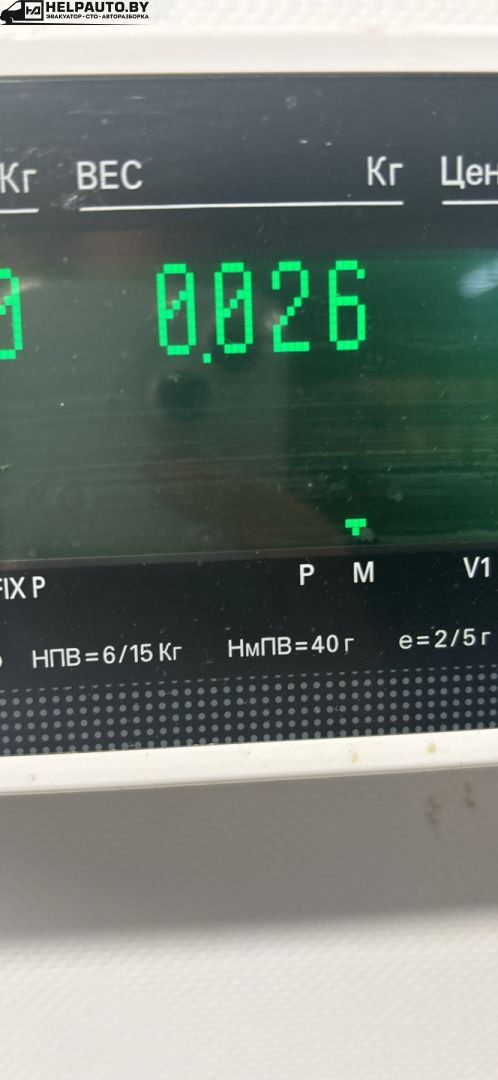 HELPAUTO.BY
ЭВАКУАТОР · СТО · АВТОРАЗБОРКА
Кг ВЕС Кг Цен
0 0.026
FIX P P M V1
НПВ=6/15 Кг НмПВ=40 г e=2/5 г